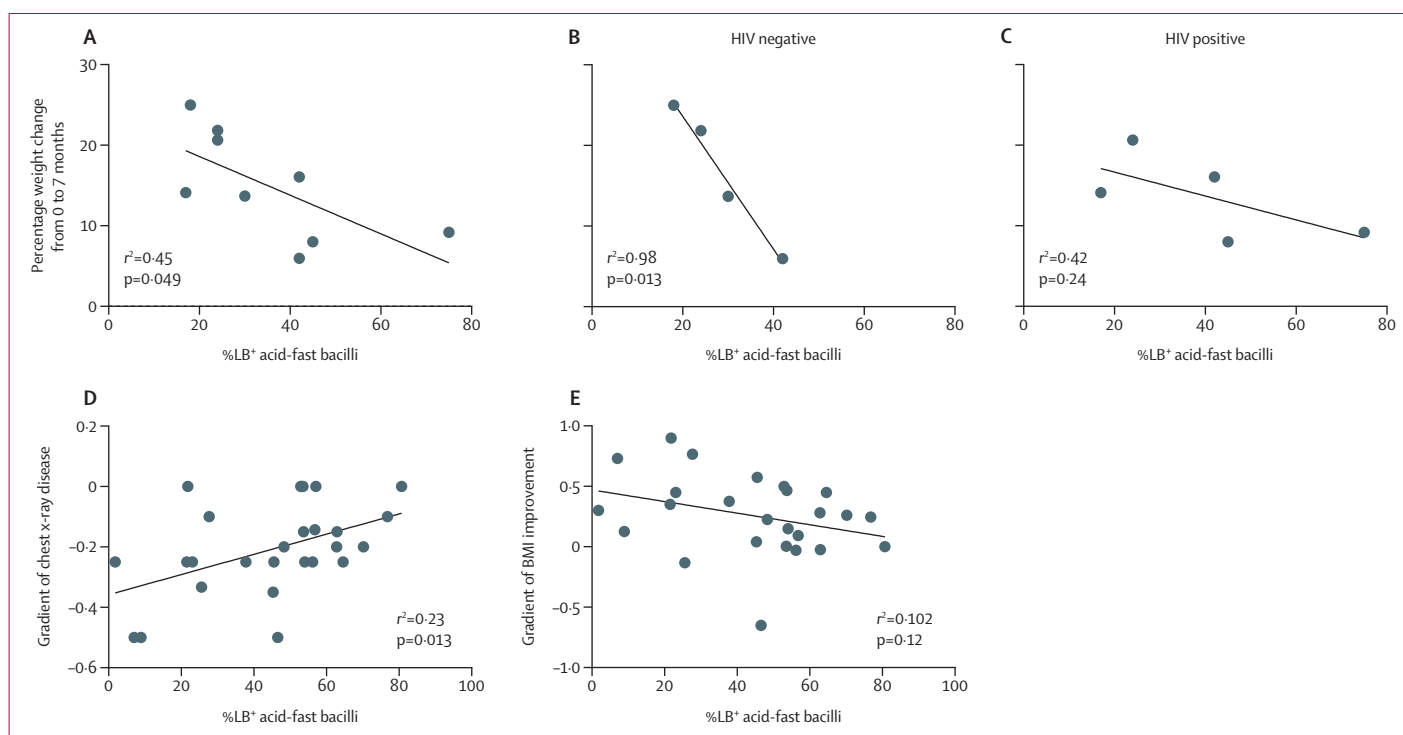 A
Percentage weight change
from 0 to 7 months
30
20
10
0
r²=0·45
p=0·049
0 20 40 60 80
%LB⁺ acid-fast bacilli
B
HIV negative
r²=0·98
p=0·013
0 20 40 60 80
%LB⁺ acid-fast bacilli
C
HIV positive
r²=0·42
p=0·24
0 20 40 60 80
%LB⁺ acid-fast bacilli
D
Gradient of chest x-ray disease
0·2
0
–0·2
–0·4
–0·6
r²=0·23
p=0·013
0 20 40 60 80 100
%LB⁺ acid-fast bacilli
E
Gradient of BMI improvement
1·0
0·5
0
–0·5
–1·0
r²=0·102
p=0·12
0 20 40 60 80 100
%LB⁺ acid-fast bacilli